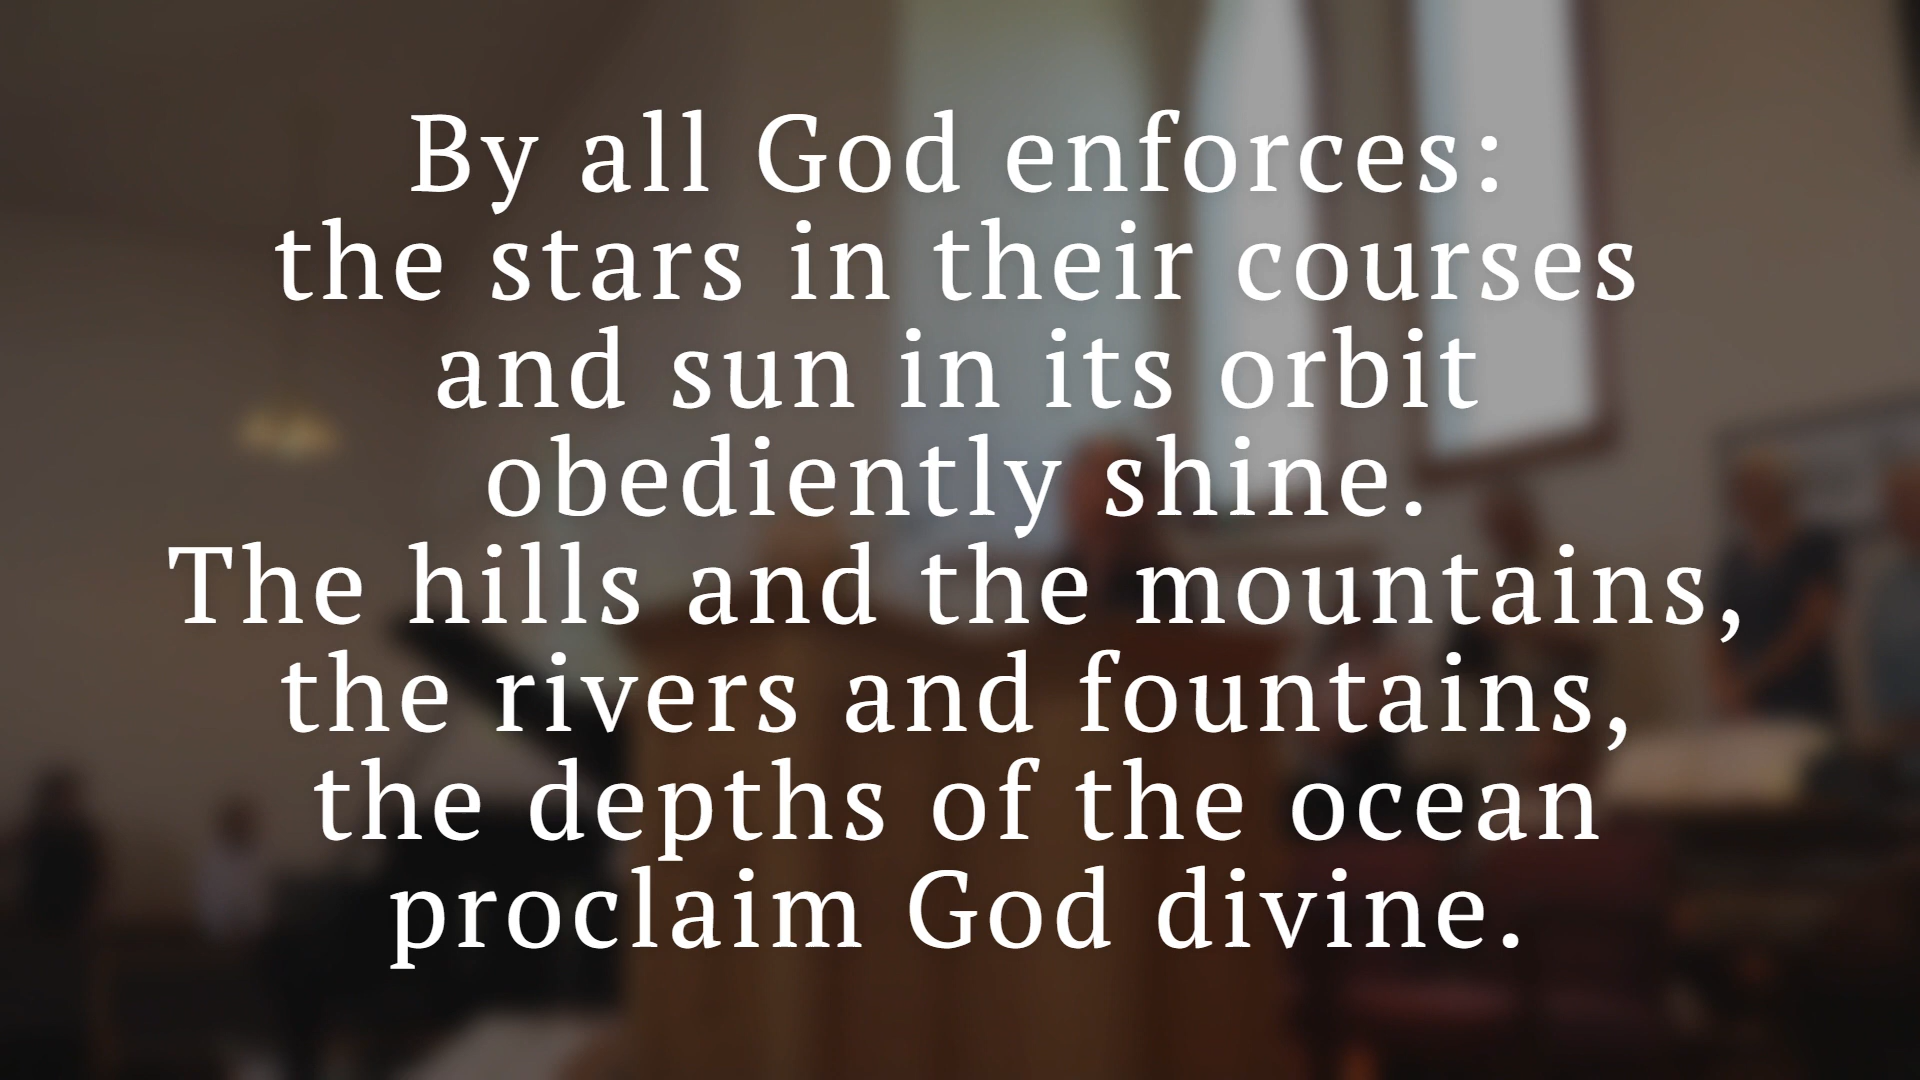 By all God enforces:
the stars in their courses
and sun in its orbit
obediently shine.
The hills and the mountains,
the rivers and fountains,
the depths of the ocean
proclaim God divine.